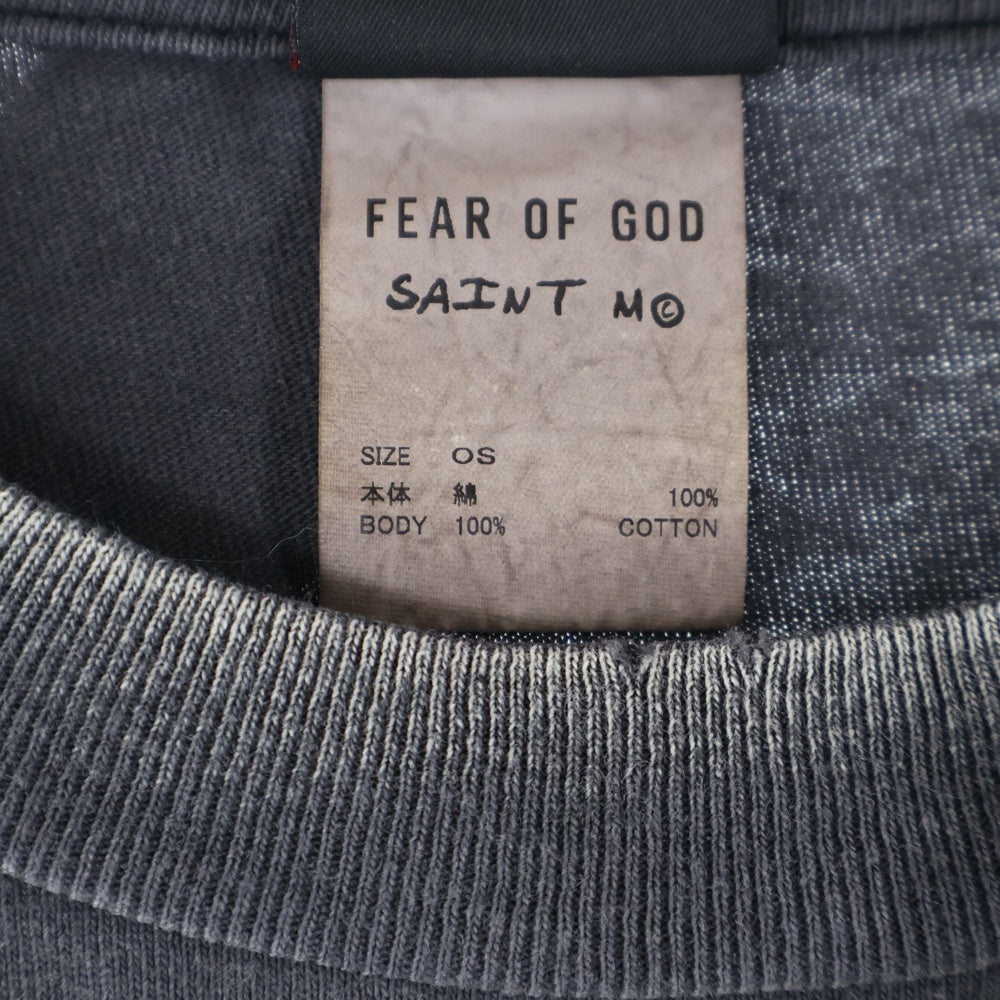 FEAR OF GOD
SAINT M©
SIZE OS
本体 綿 100%
BODY 100% COTTON